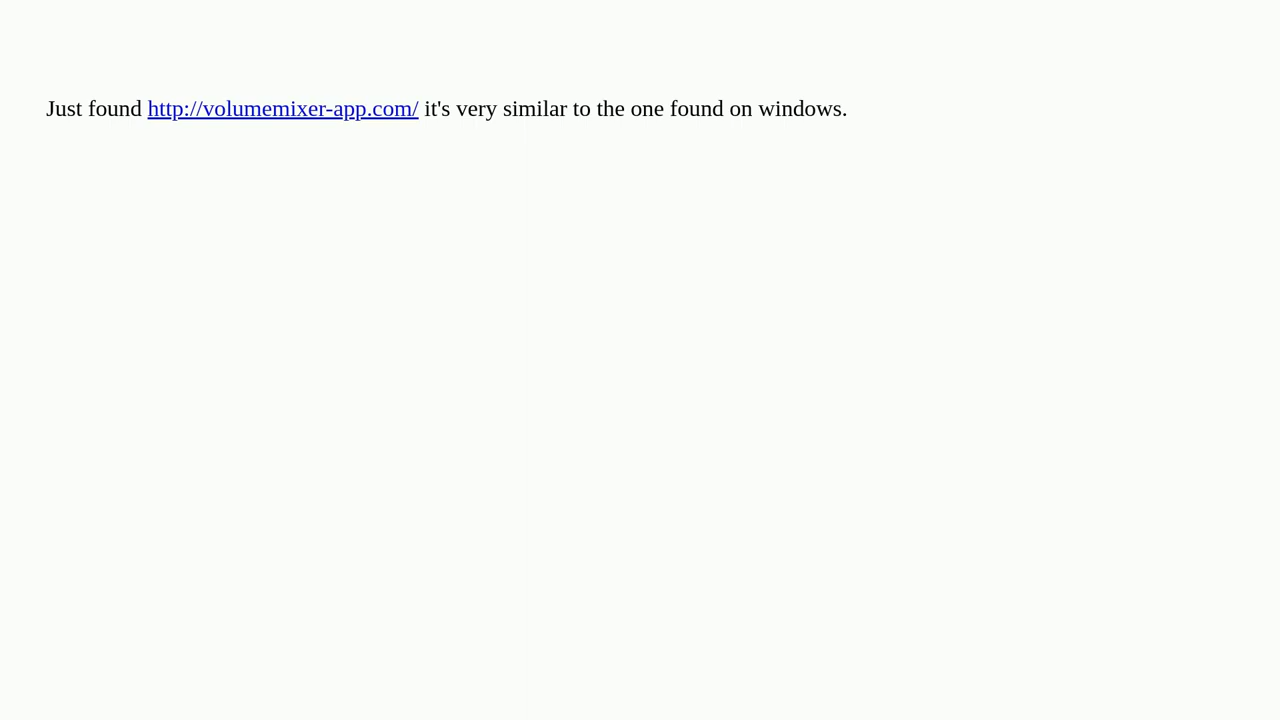 Just found http://volumemixer-app.com/ it's very similar to the one found on windows.